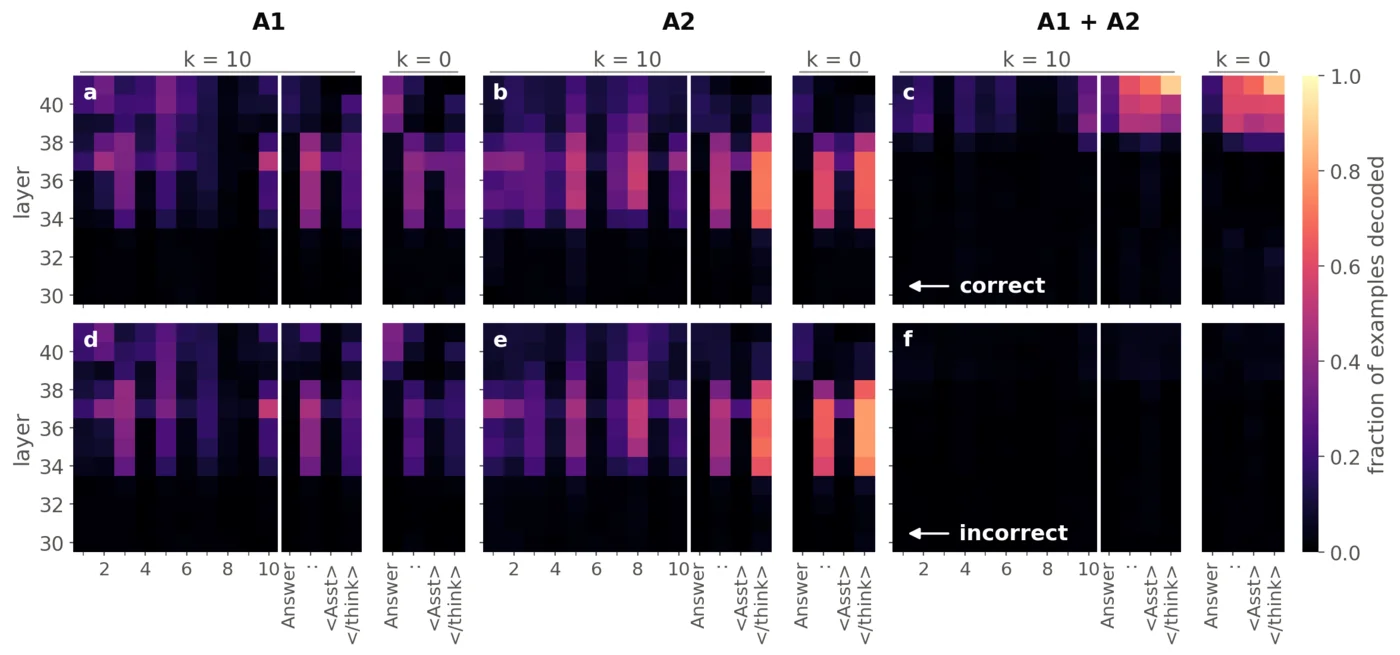 A1 A2 A1 + A2
k = 10 k = 0 k = 10 k = 0 k = 10 k = 0
a b c
40
38
36
34
32
30
layer
correct
1.0
0.8
0.6
0.4
0.2
0.0
fraction of examples decoded
d e f
40
38
36
34
32
30
layer
incorrect
2 4 6 8 10 Answer : <Asst> </think> Answer : <Asst> </think> 2 4 6 8 10 Answer : <Asst> </think> Answer : <Asst> </think> 2 4 6 8 10 Answer : <Asst> </think> Answer : <Asst> </think>